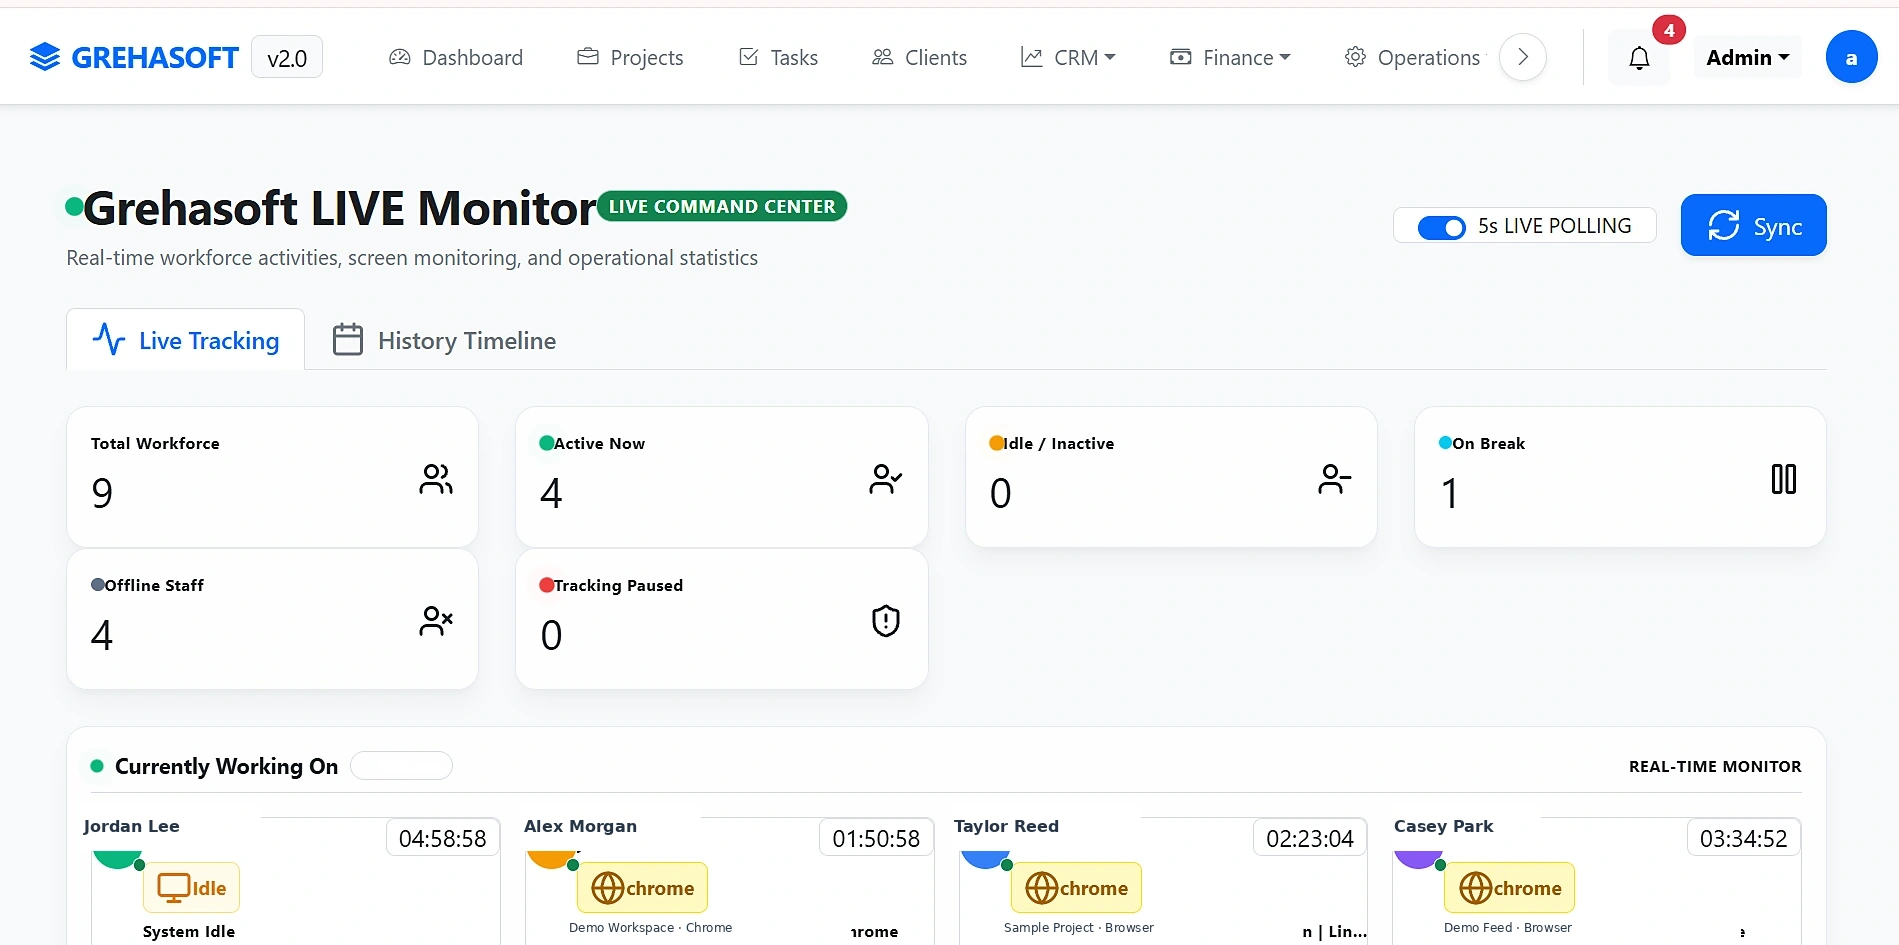 GREHASOFT v2.0 Dashboard Projects Tasks Clients CRM Finance Operations 4 Admin a
Grehasoft LIVE Monitor LIVE COMMAND CENTER
Real-time workforce activities, screen monitoring, and operational statistics
5s LIVE POLLING Sync
Live Tracking History Timeline
Total Workforce
9
Active Now
4
Idle / Inactive
0
On Break
1
Offline Staff
4
Tracking Paused
0
Currently Working On REAL-TIME MONITOR
Jordan Lee 04:58:58
Idle
System Idle
Alex Morgan 01:50:58
chrome
Demo Workspace · Chrome
Taylor Reed 02:23:04
chrome
Sample Project · Browser
Casey Park 03:34:52
chrome
Demo Feed · Browser